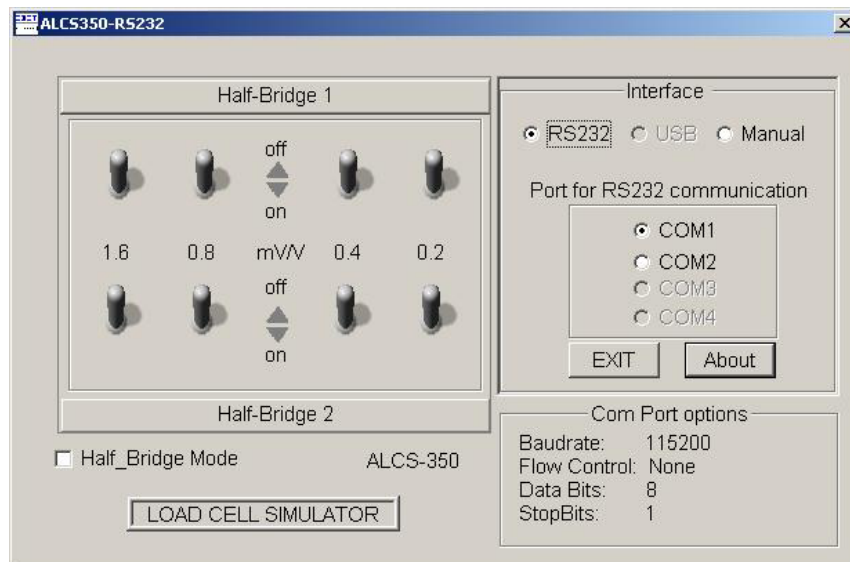 ALCS350-RS232
Half-Bridge 1
off
on
1.6 0.8 mV/V 0.4 0.2
off
on
Half-Bridge 2
Half_Bridge Mode ALCS-350
LOAD CELL SIMULATOR
Interface
RS232 USB Manual
Port for RS232 communication
COM1
COM2
COM3
COM4
EXIT About
Com Port options
Baudrate: 115200
Flow Control: None
Data Bits: 8
StopBits: 1